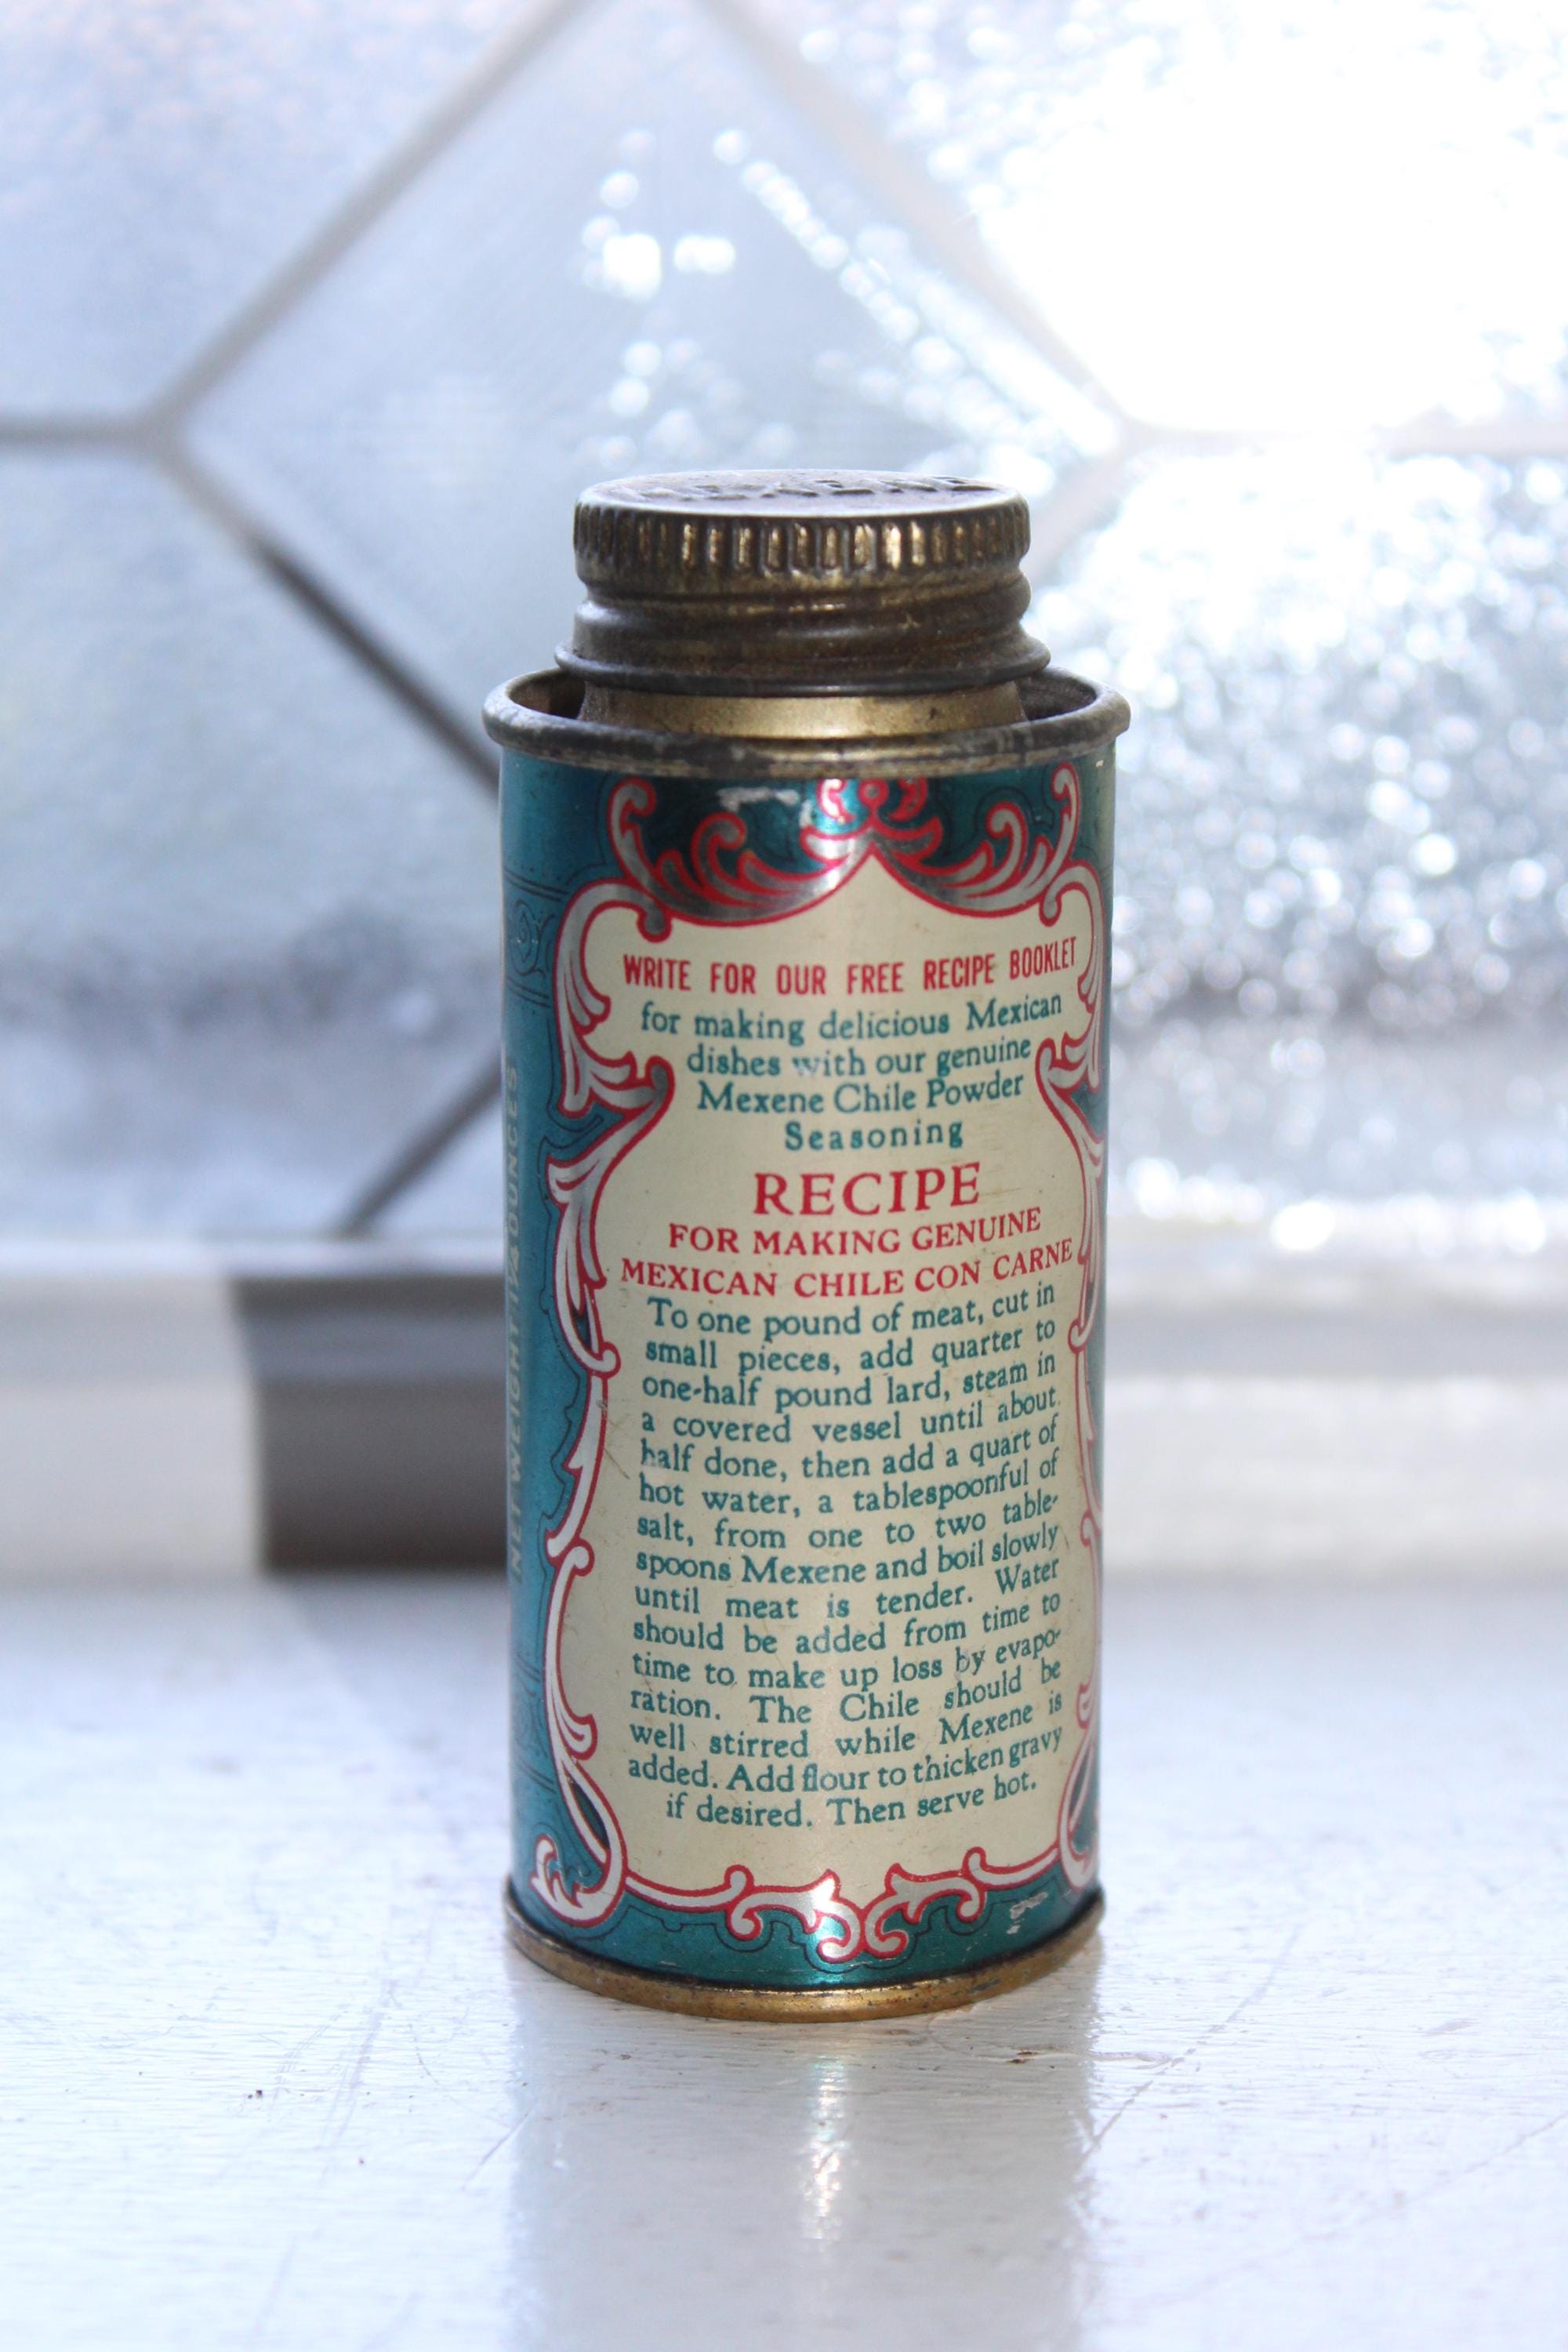 WRITE FOR OUR FREE RECIPE BOOKLET
for making delicious Mexican
dishes with our genuine
Mexene Chile Powder
Seasoning
RECIPE
FOR MAKING GENUINE
MEXICAN CHILE CON CARNE
To one pound of meat, cut in
small pieces, add quarter to
one-half pound lard, steam in
a covered vessel until about
half done, then add a quart of
hot water, a tablespoonful of
salt, from one to two table-
spoons Mexene and boil slowly
until meat is tender. Water
should be added from time to
time to make up loss by evapo-
ration. The Chile should be
well stirred while Mexene is
added. Add flour to thicken gravy
if desired. Then serve hot.
NET WEIGHT OUNCES